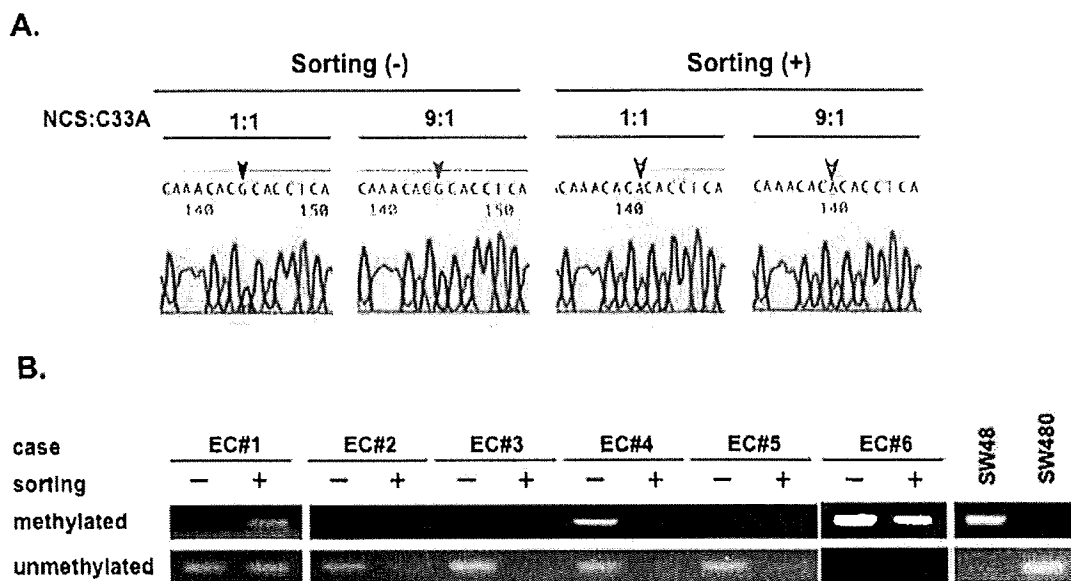 A.
Sorting (-) Sorting (+)
NCS:C33A 1:1 9:1 1:1 9:1
CAAACACGCACCTCA CAAACACGCACCTCA CAAACACACACCTCA CAAACACACACCTCA
140 150 140 150 140 140
B.
case EC#1 EC#2 EC#3 EC#4 EC#5 EC#6 SW48 SW480
sorting − + − + − + − + − + − +
methylated
unmethylated